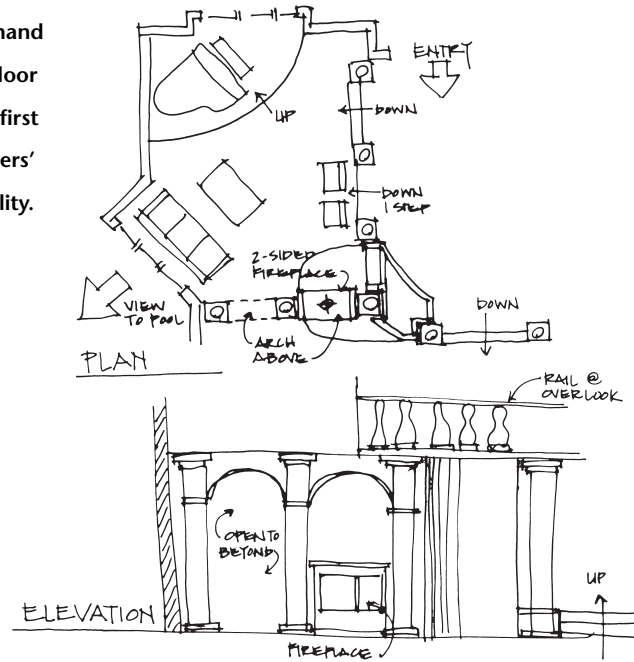 hand
loor
first
ers'
lity.
ENTRY
DOWN
UP
DOWN
1 STEP
2-SIDED
FIREPLACE
VIEW
TO POOL
ARCH
ABOVE
DOWN
PLAN
RAIL @
OVERLOOK
OPEN TO
BEYOND
UP
ELEVATION
FIREPLACE